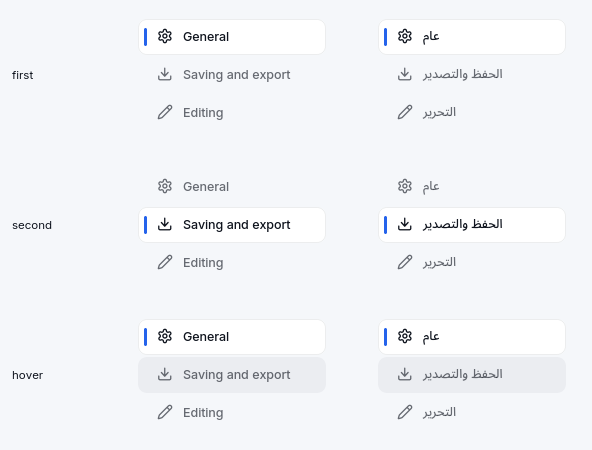 General
عام
first
Saving and export
الحفظ والتصدير
Editing
التحرير
General
عام
second
Saving and export
الحفظ والتصدير
Editing
التحرير
General
عام
hover
Saving and export
الحفظ والتصدير
Editing
التحرير